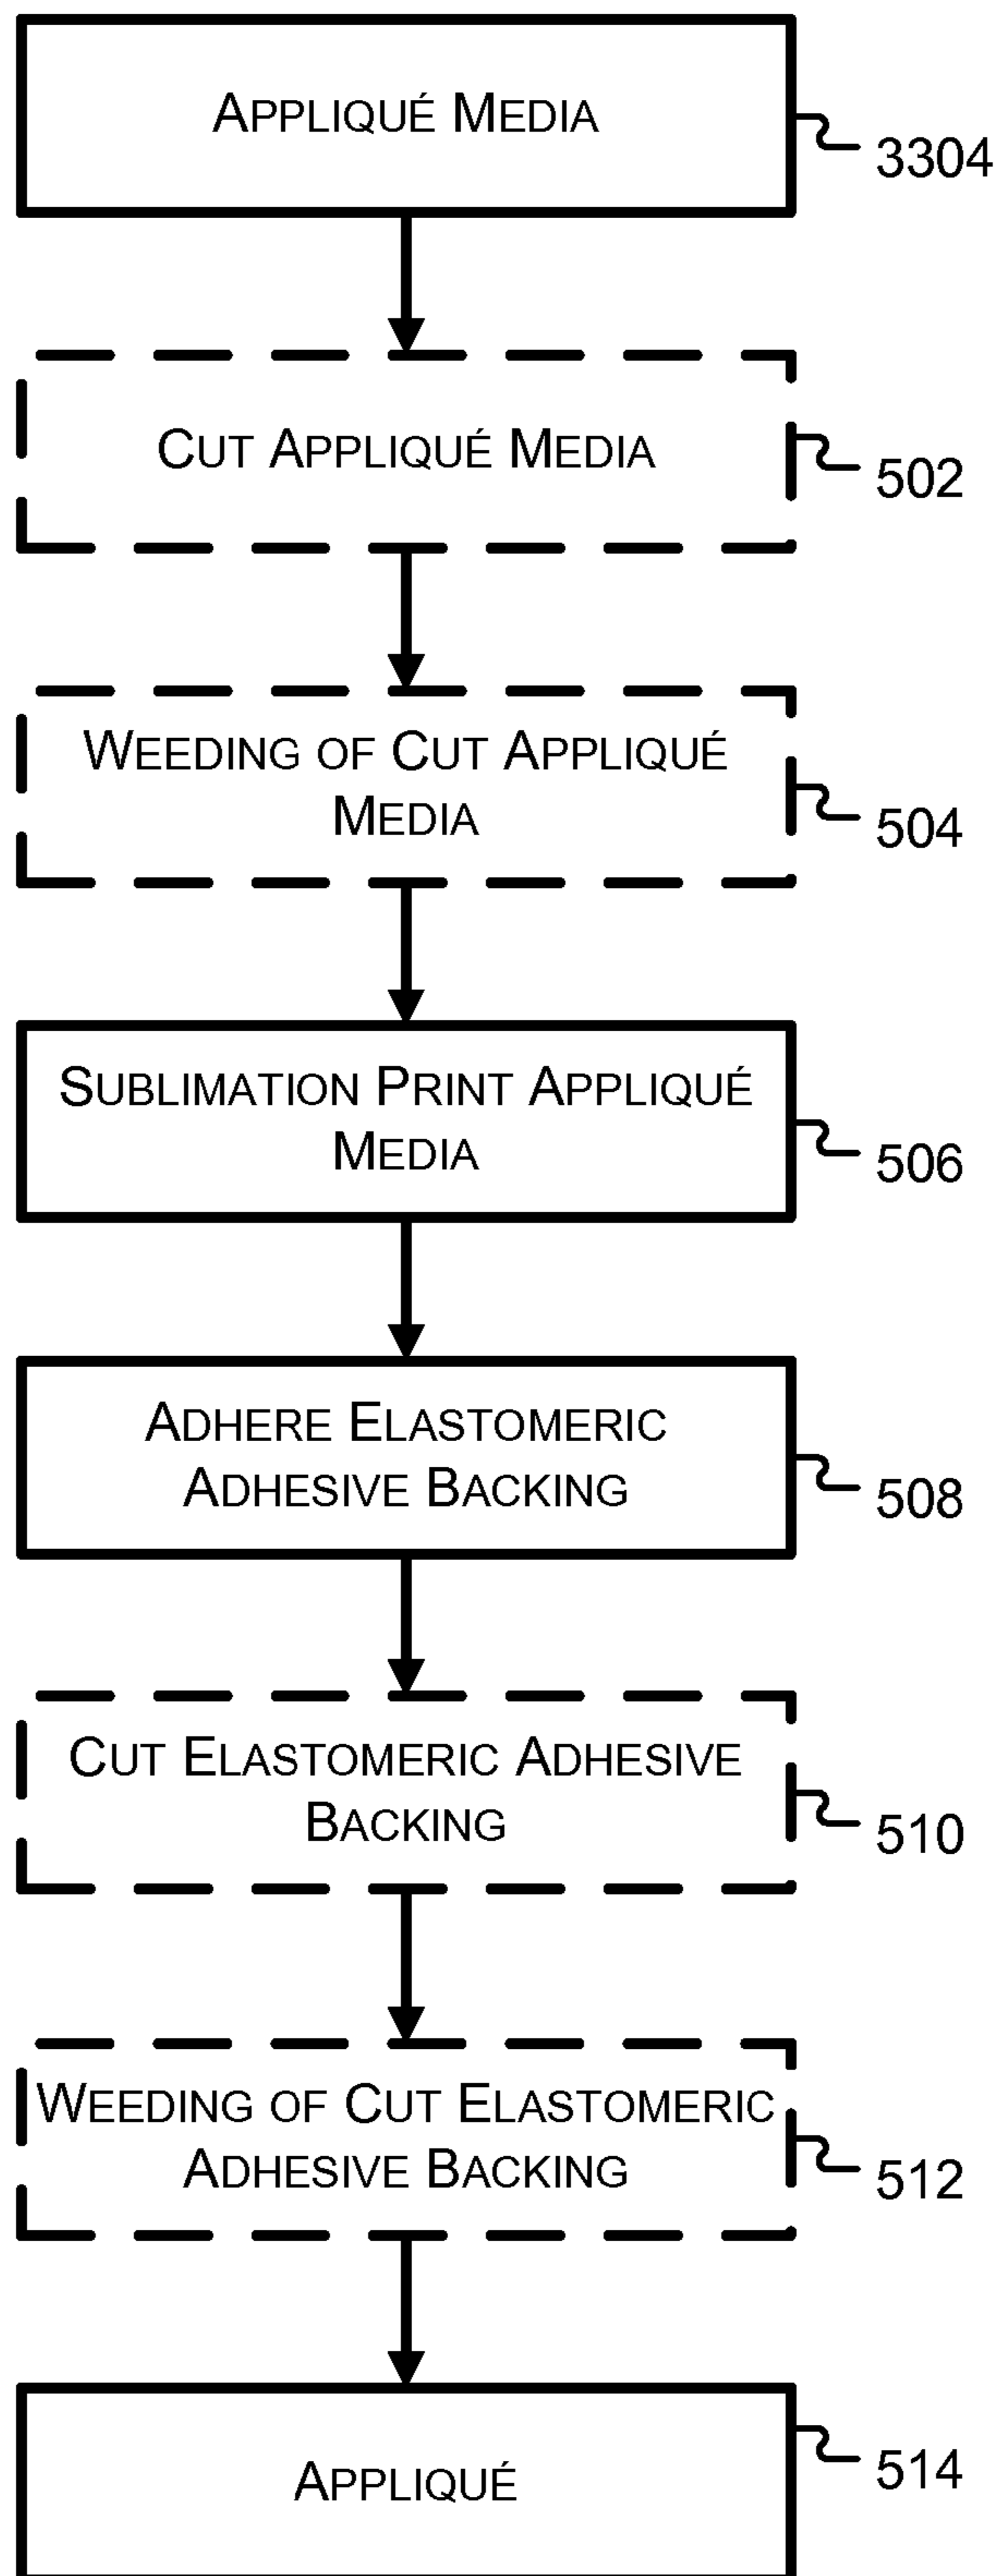 APPLIQUÉ MEDIA
3304
CUT APPLIQUÉ MEDIA
502
WEEDING OF CUT APPLIQUÉ
MEDIA
504
SUBLIMATION PRINT APPLIQUÉ
MEDIA
506
ADHERE ELASTOMERIC
ADHESIVE BACKING
508
CUT ELASTOMERIC ADHESIVE
BACKING
510
WEEDING OF CUT ELASTOMERIC
ADHESIVE BACKING
512
APPLIQUÉ
514